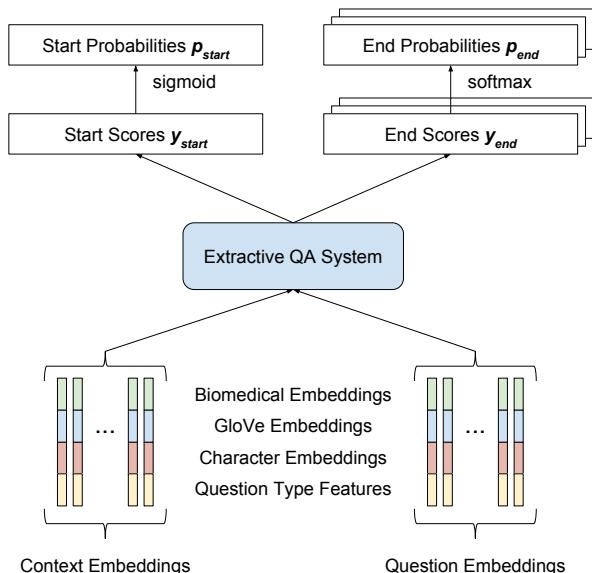 Start Probabilities p_start
End Probabilities p_end
sigmoid
softmax
Start Scores y_start
End Scores y_end
Extractive QA System
Biomedical Embeddings
GloVe Embeddings
... ...
Character Embeddings
Question Type Features
Context Embeddings
Question Embeddings